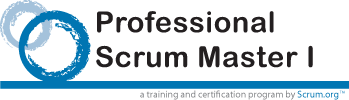 Professional
Scrum Master I
a training and certification program by Scrum.org™